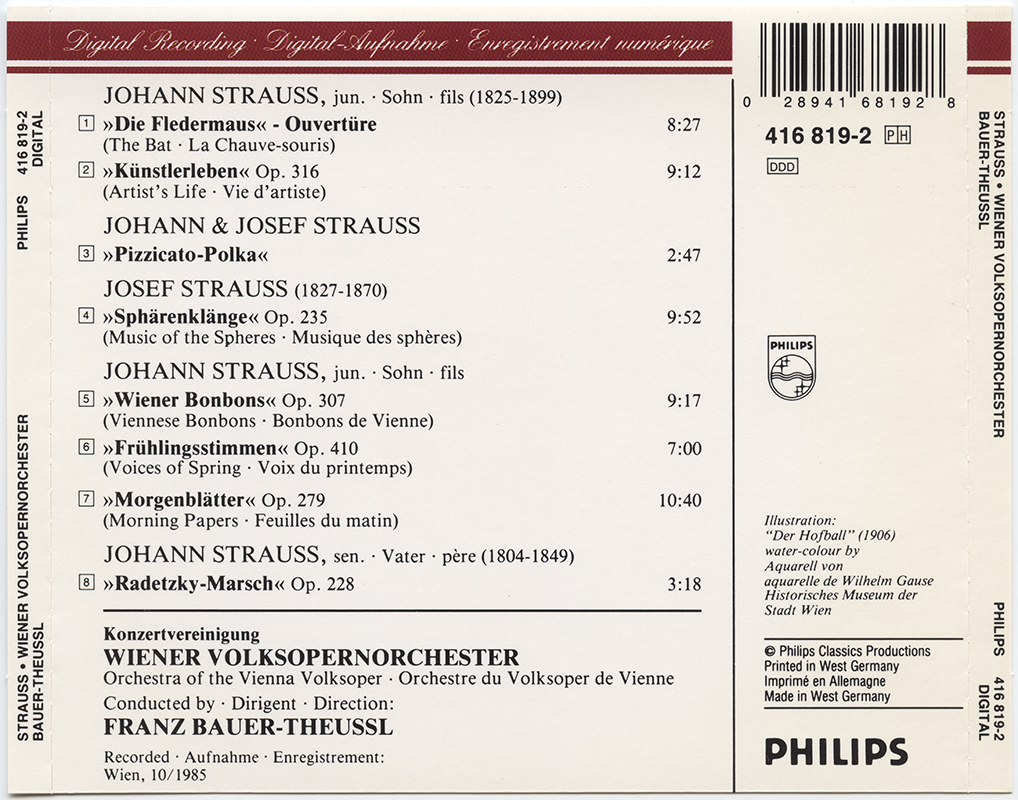 Digital Recording · Digital-Aufnahme · Enregistrement numérique
JOHANN STRAUSS, jun. · Sohn · fils (1825-1899)
1 »Die Fledermaus« - Ouvertüre 8:27
(The Bat · La Chauve-souris)
2 »Künstlerleben« Op. 316 9:12
(Artist's Life · Vie d'artiste)
JOHANN & JOSEF STRAUSS
3 »Pizzicato-Polka« 2:47
JOSEF STRAUSS (1827-1870)
4 »Sphärenklänge« Op. 235 9:52
(Music of the Spheres · Musique des sphères)
JOHANN STRAUSS, jun. · Sohn · fils
5 »Wiener Bonbons« Op. 307 9:17
(Viennese Bonbons · Bonbons de Vienne)
6 »Frühlingsstimmen« Op. 410 7:00
(Voices of Spring · Voix du printemps)
7 »Morgenblätter« Op. 279 10:40
(Morning Papers · Feuilles du matin)
JOHANN STRAUSS, sen. · Vater · père (1804-1849)
8 »Radetzky-Marsch« Op. 228 3:18
Konzertvereinigung
WIENER VOLKSOPERNORCHESTER
Orchestra of the Vienna Volksoper · Orchestre du Volksoper de Vienne
Conducted by · Dirigent · Direction:
FRANZ BAUER-THEUSSL
Recorded · Aufnahme · Enregistrement:
Wien, 10/1985
0 28941 68192 8
416 819-2 PH
DDD
PHILIPS
Illustration:
"Der Hofball" (1906)
water-colour by
Aquarell von
aquarelle de Wilhelm Gause
Historisches Museum der
Stadt Wien
© Philips Classics Productions
Printed in West Germany
Imprimé en Allemagne
Made in West Germany
PHILIPS
STRAUSS • WIENER VOLKSOPERNORCHESTER
BAUER-THEUSSL
PHILIPS 416 819-2
DIGITAL
STRAUSS • WIENER VOLKSOPERNORCHESTER
BAUER-THEUSSL
PHILIPS 416 819-2
DIGITAL